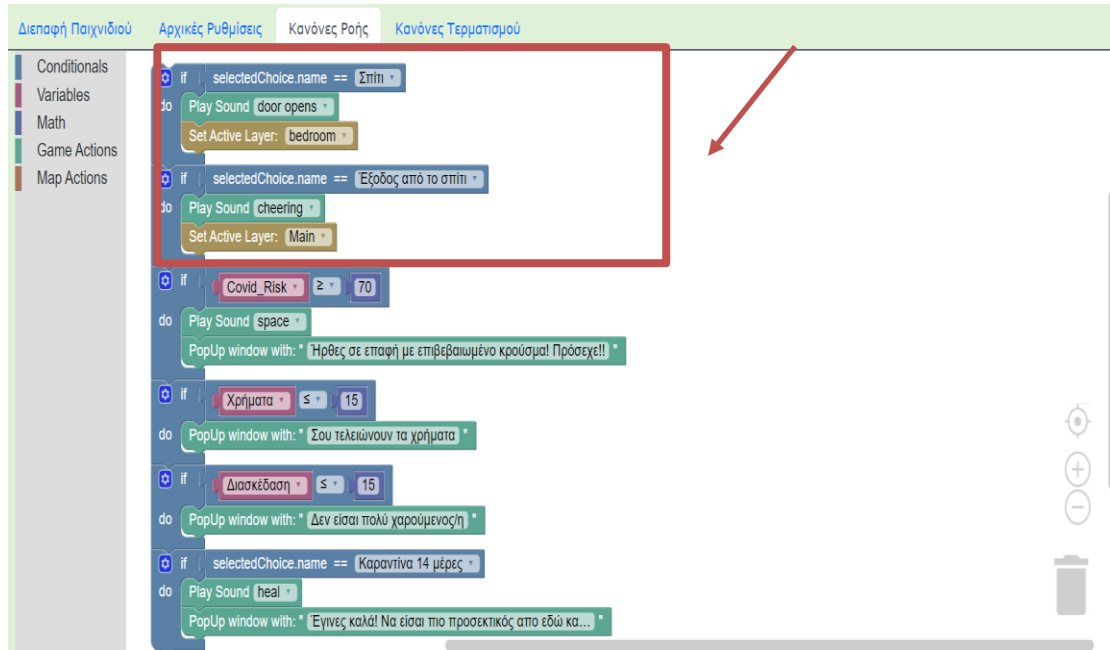 Διεπαφή Παιχνιδιού Αρχικές Ρυθμίσεις Κανόνες Ροής Κανόνες Τερματισμού
Conditionals
Variables
Math
Game Actions
Map Actions
if selectedChoice.name == Σπίτι
do Play Sound door opens
Set Active Layer: bedroom
if selectedChoice.name == Έξοδος από το σπίτι
do Play Sound cheering
Set Active Layer: Main
if Covid_Risk ≥ 70
do Play Sound space
PopUp window with: " Ήρθες σε επαφή με επιβεβαιωμένο κρούσμα! Πρόσεχε!! "
if Χρήματα ≤ 15
do PopUp window with: " Σου τελειώνουν τα χρήματα "
if Διασκέδαση ≤ 15
do PopUp window with: " Δεν είσαι πολύ χαρούμενος/η "
if selectedChoice.name == Καραντίνα 14 μέρες
do Play Sound heal
PopUp window with: " Έγινες καλά! Να είσαι πιο προσεκτικός απο εδώ κα... "